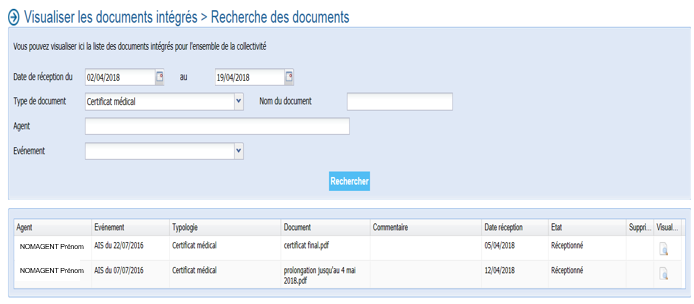 Visualiser les documents intégrés > Recherche des documents
Vous pouvez visualiser ici la liste des documents intégrés pour l'ensemble de la collectivité
Date de réception du 02/04/2018 au 19/04/2018
Type de document Certificat médical Nom du document
Agent
Evénement
Rechercher
Agent Evénement Typologie Document Commentaire Date réception Etat Suppri... Visual...
NOMAGENT Prénom AIS du 22/07/2016 Certificat médical certificat final.pdf 05/04/2018 Réceptionné
NOMAGENT Prénom AIS du 07/07/2016 Certificat médical prolongation jusqu'au 4 mai 12/04/2018 Réceptionné
2018.pdf